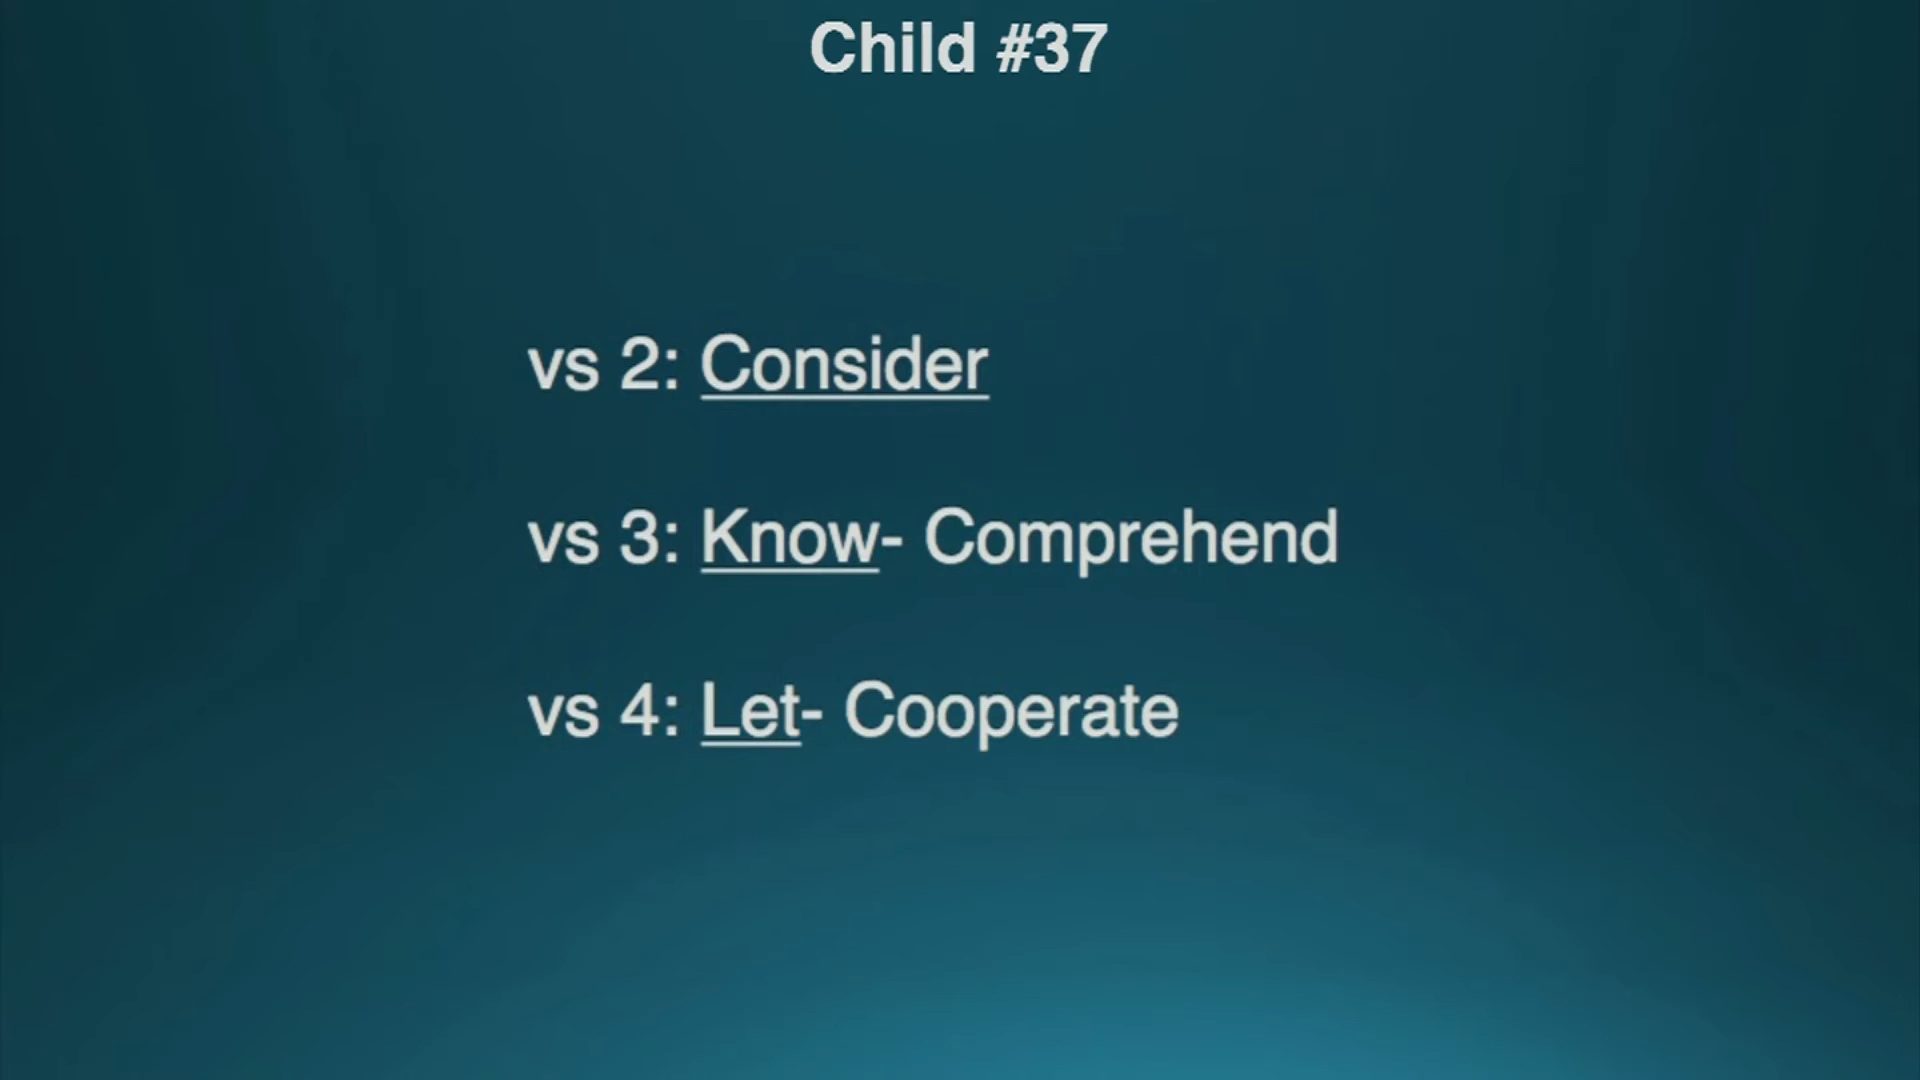 Child #37
vs 2: Consider
vs 3: Know- Comprehend
vs 4: Let- Cooperate